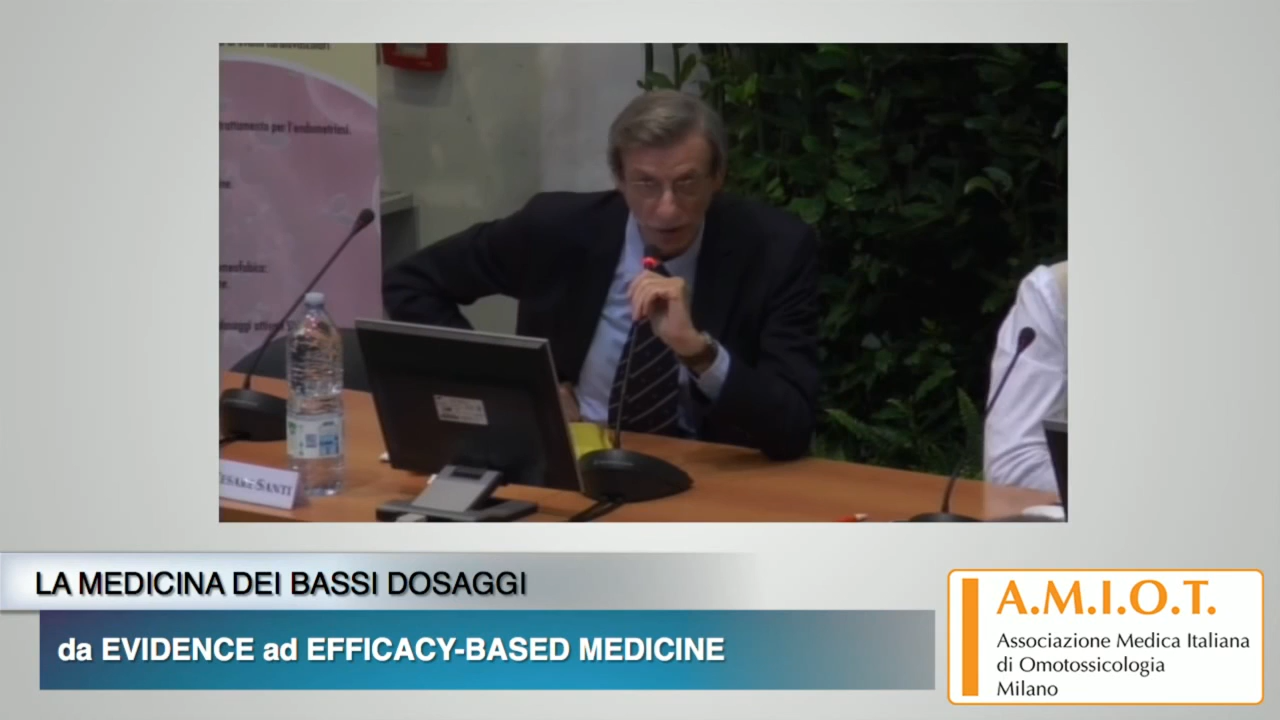 trattamento per l'endometriosi.
ESARE SANTI
LA MEDICINA DEI BASSI DOSAGGI
da EVIDENCE ad EFFICACY-BASED MEDICINE
A.M.I.O.T.
Associazione Medica Italiana
di Omotossicologia
Milano